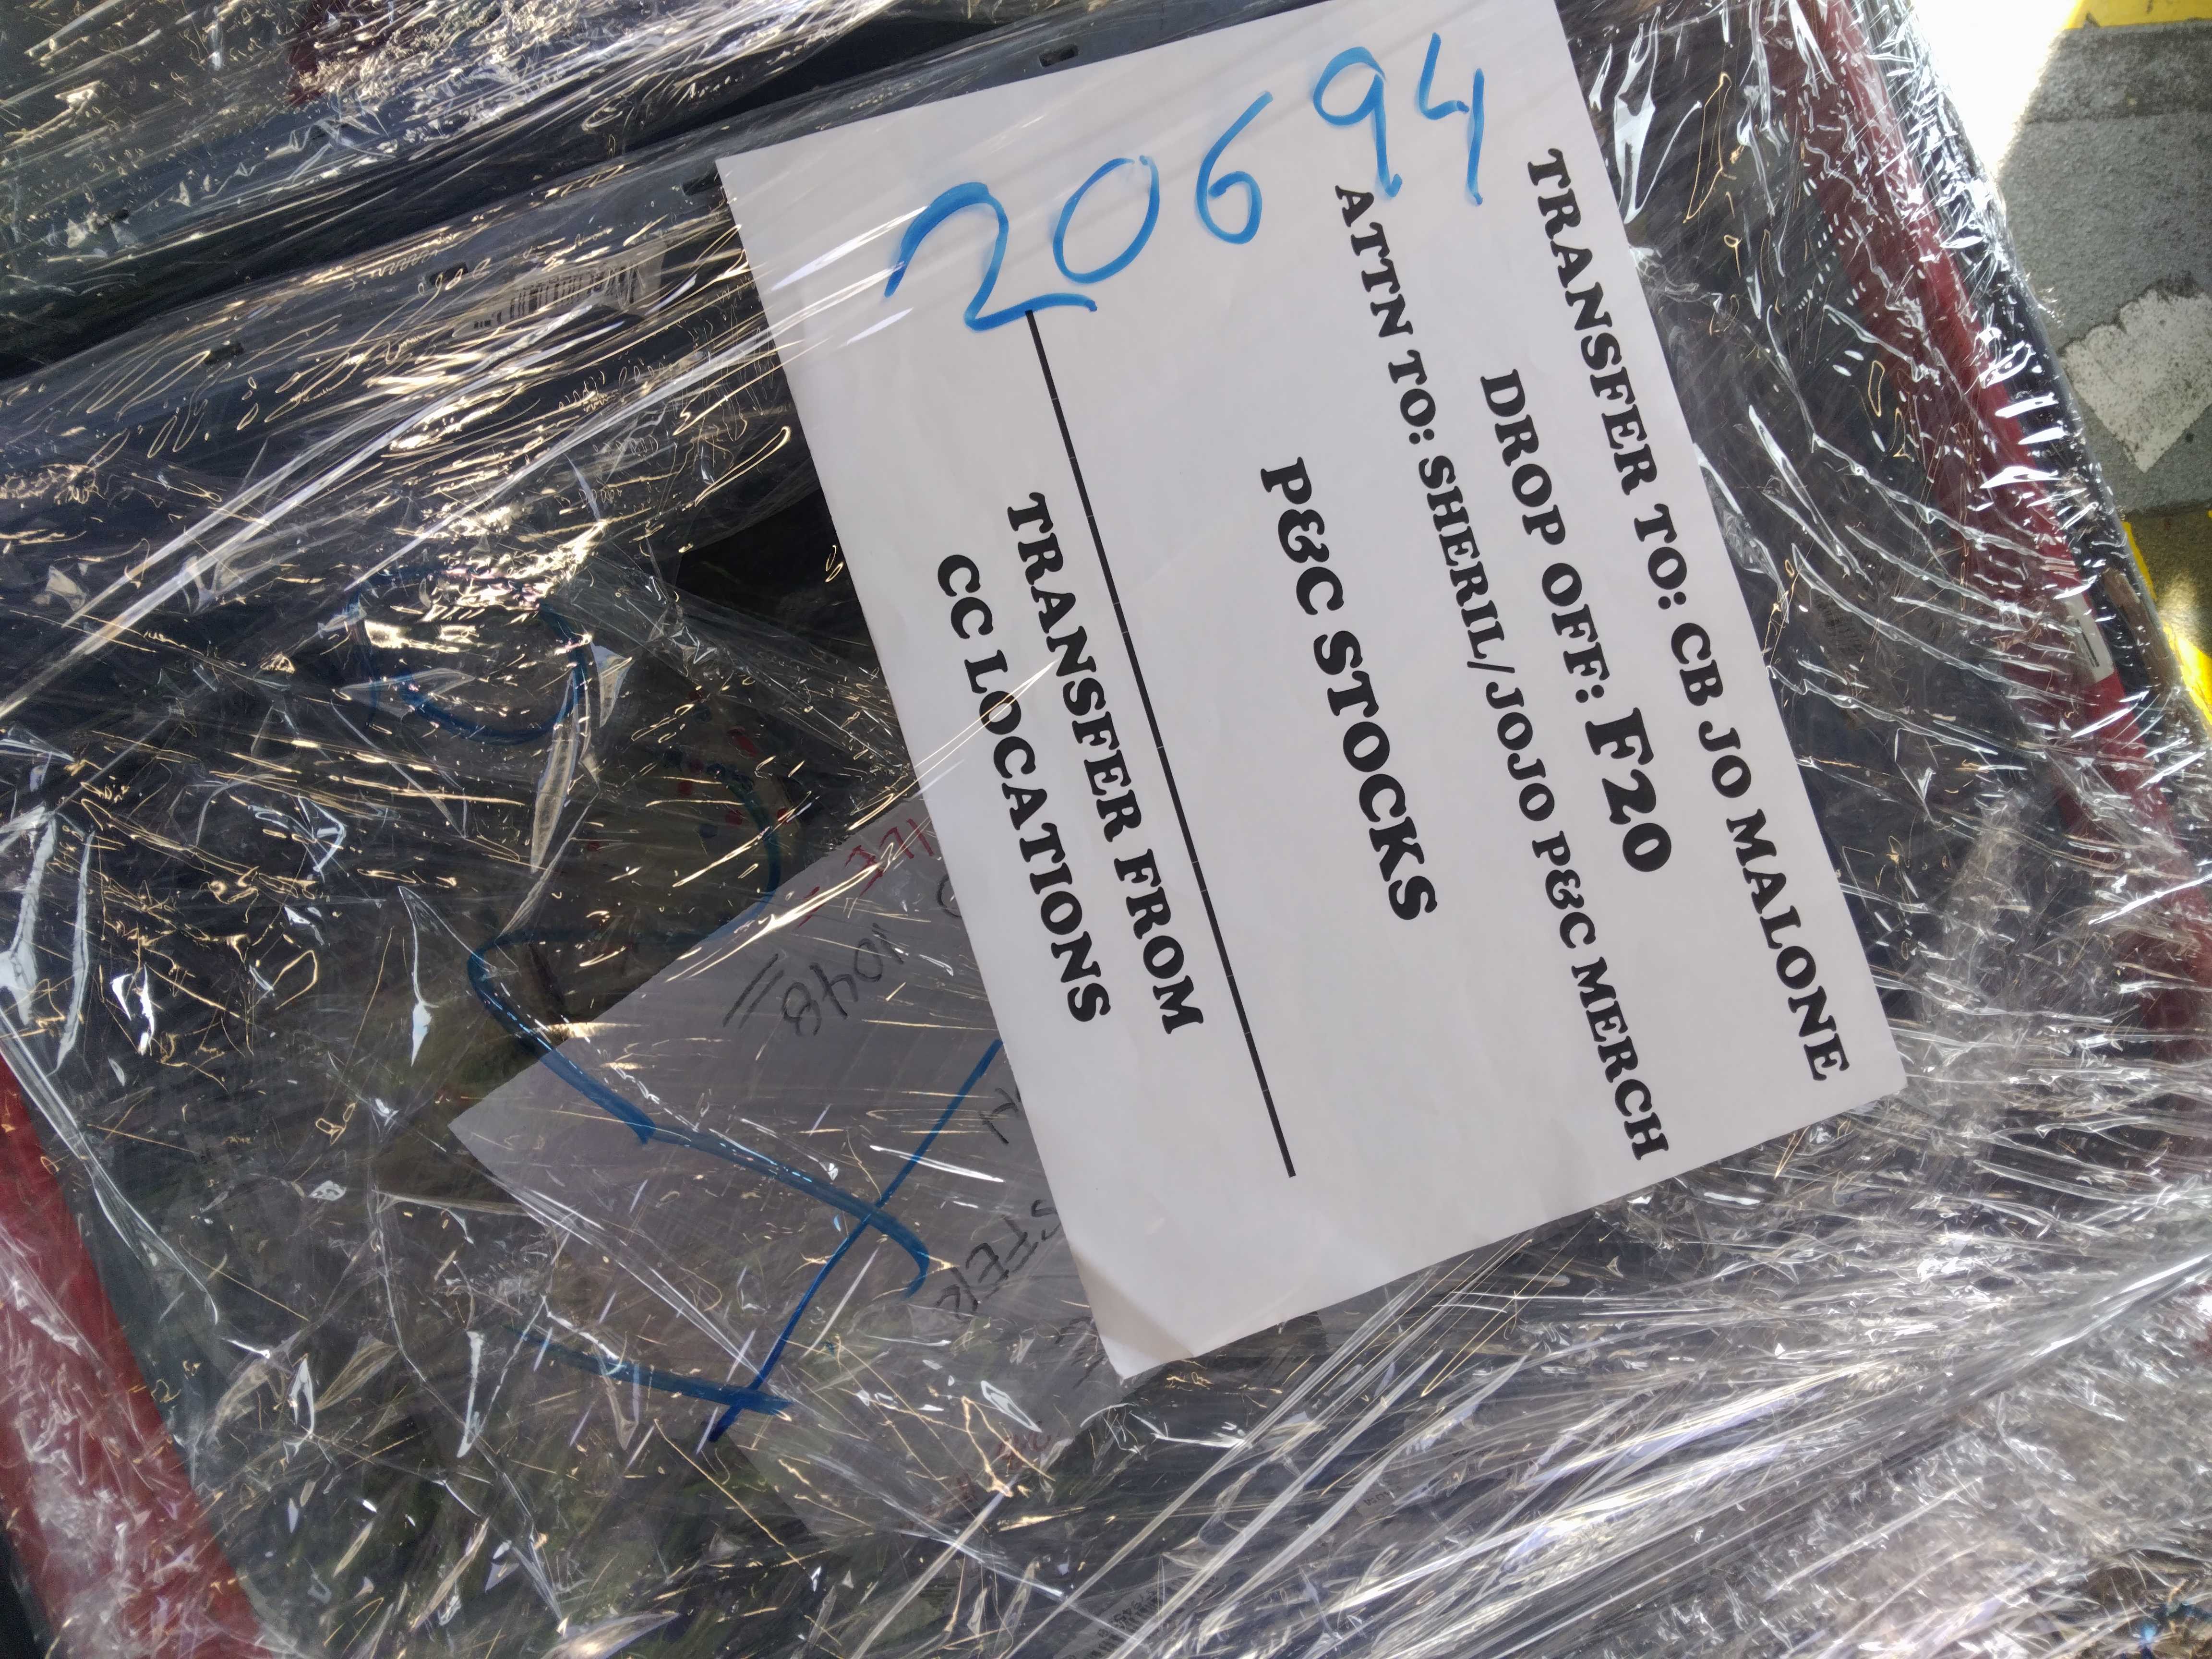 TRANSFER TO: CB JO MALONE
DROP OFF: F20
ATTN TO: SHERIL/JOJO P&C MERCH
P&C STOCKS
TRANSFER FROM
CC LOCATIONS
20694
1048